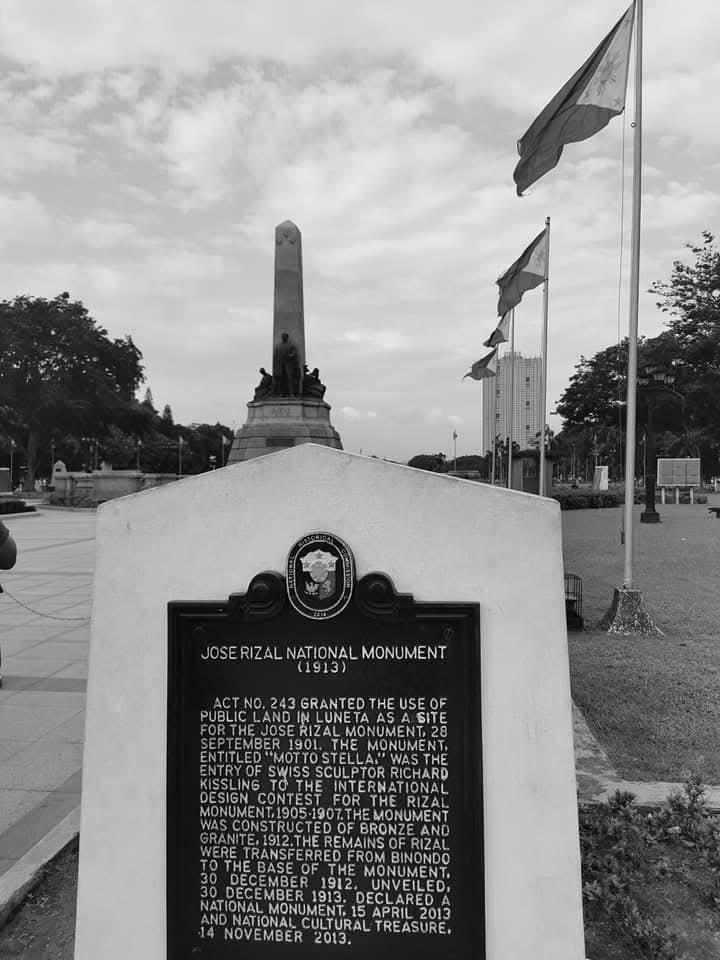 NATIONAL HISTORICAL COMMISSION
2014
JOSE RIZAL NATIONAL MONUMENT
(1913)
ACT NO. 243 GRANTED THE USE OF
PUBLIC LAND IN LUNETA AS A SITE
FOR THE JOSE RIZAL MONUMENT, 28
SEPTEMBER 1901. THE MONUMENT,
ENTITLED "MOTTO STELLA," WAS THE
ENTRY OF SWISS SCULPTOR RICHARD
KISSLING TO THE INTERNATIONAL
DESIGN CONTEST FOR THE RIZAL
MONUMENT, 1905-1907. THE MONUMENT
WAS CONSTRUCTED OF BRONZE AND
GRANITE, 1912. THE REMAINS OF RIZAL
WERE TRANSFERRED FROM BINONDO
TO THE BASE OF THE MONUMENT,
30 DECEMBER 1912. UNVEILED,
30 DECEMBER 1913. DECLARED A
NATIONAL MONUMENT, 15 APRIL 2013
AND NATIONAL CULTURAL TREASURE,
14 NOVEMBER 2013.